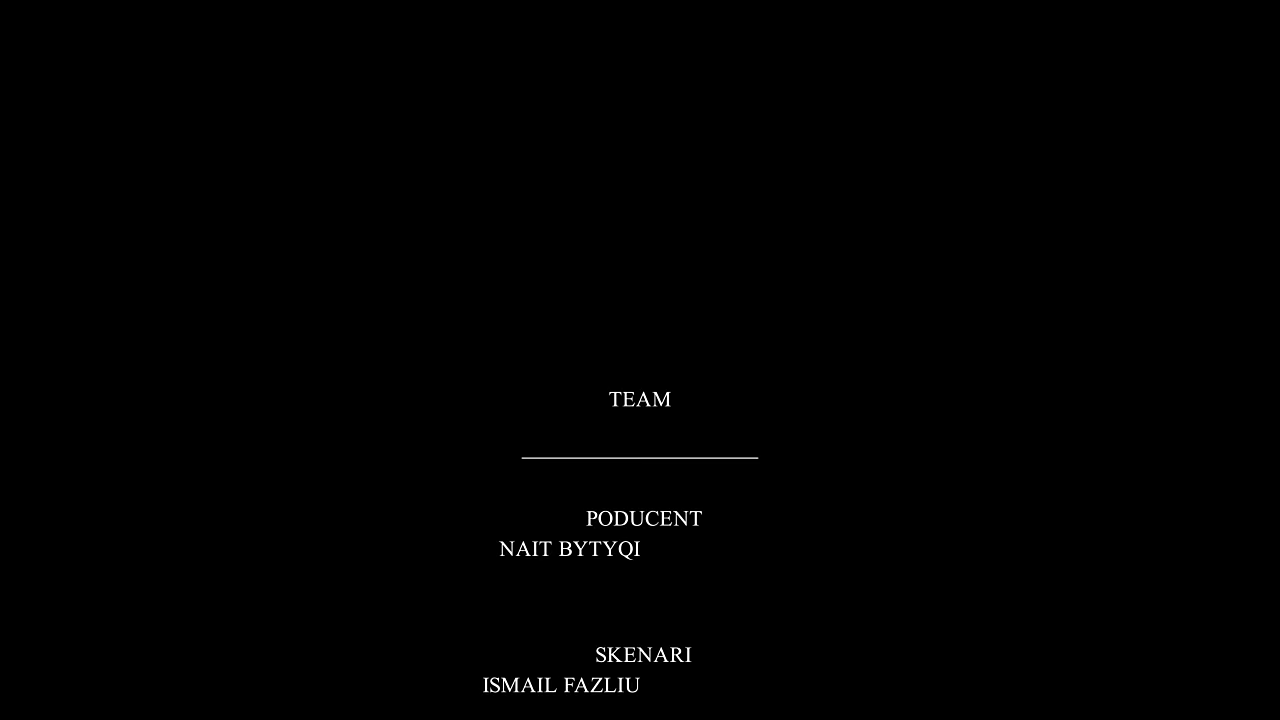 TEAM
PODUCENT
NAIT BYTYQI
SKENARI
ISMAIL FAZLIU